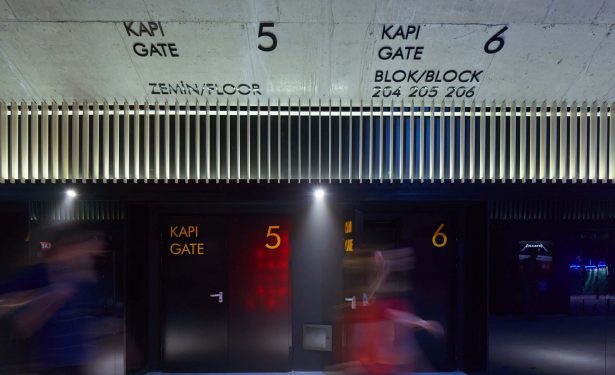 KAPI
GATE
5
ZEMİN/FLOOR
KAPI
GATE
6
BLOK/BLOCK
204 205 206
KAPI
GATE
5
6